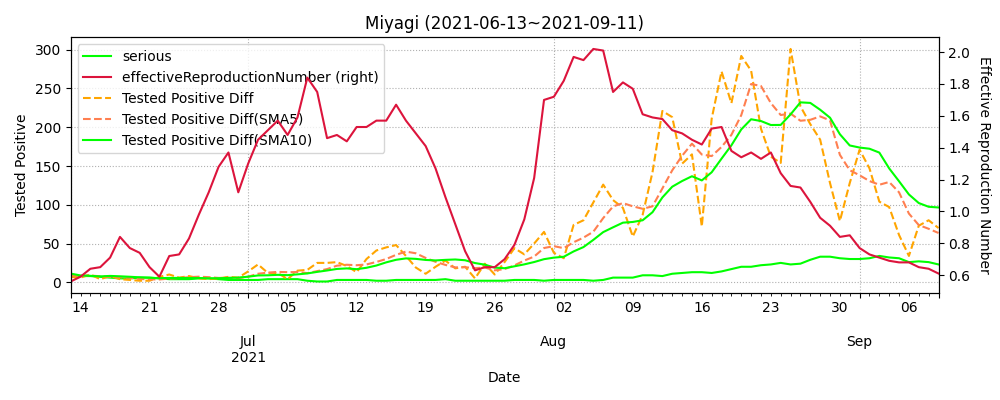 Miyagi (2021-06-13~2021-09-11)
serious
effectiveReproductionNumber (right)
Tested Positive Diff
Tested Positive Diff(SMA5)
Tested Positive Diff(SMA10)
Tested Positive
300
250
200
150
100
50
0
2.0
1.8
1.6
1.4
1.2
1.0
0.8
0.6
Effective Reproduction Number
14 21 28 05 12 19 26 02 09 16 23 30 06
Jul Aug Sep
2021
Date